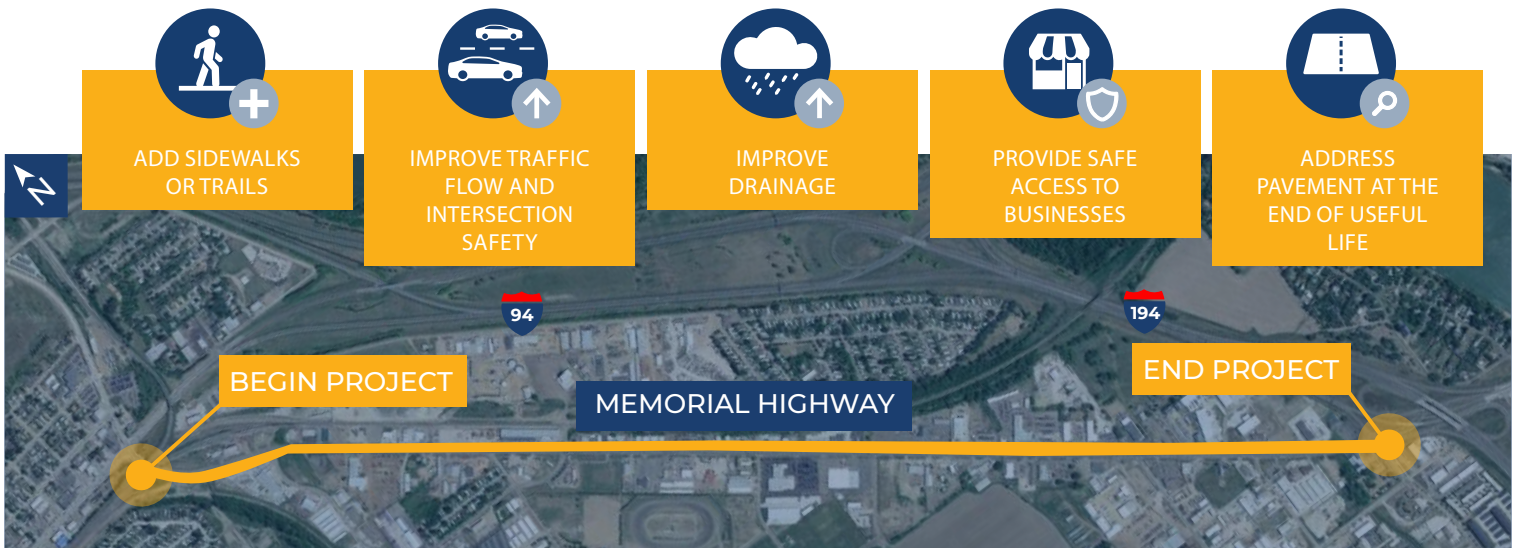 ADD SIDEWALKS
OR TRAILS
IMPROVE TRAFFIC
FLOW AND
INTERSECTION
SAFETY
IMPROVE
DRAINAGE
PROVIDE SAFE
ACCESS TO
BUSINESSES
ADDRESS
PAVEMENT AT THE
END OF USEFUL
LIFE
N
94
194
BEGIN PROJECT
MEMORIAL HIGHWAY
END PROJECT